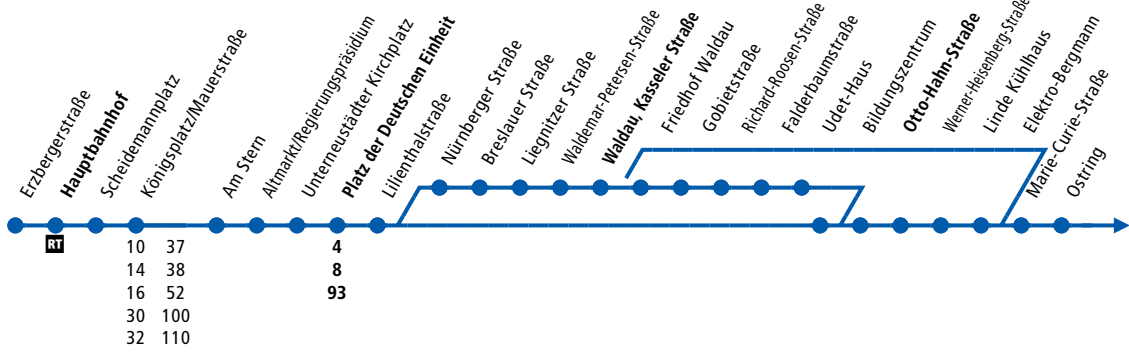 Erzbergerstraße
Hauptbahnhof
Scheidemannplatz
Königsplatz/Mauerstraße
Am Stern
Altmarkt/Regierungspräsidium
Unterneustädter Kirchplatz
Platz der Deutschen Einheit
Lilienthalstraße
Nürnberger Straße
Breslauer Straße
Liegnitzer Straße
Waldemar-Petersen-Straße
Waldau, Kasseler Straße
Friedhof Waldau
Gobietstraße
Richard-Roosen-Straße
Falderbaumstraße
Udet-Haus
Bildungszentrum
Otto-Hahn-Straße
Werner-Heisenberg-Straße
Linde Kühlhaus
Elektro-Bergmann
Marie-Curie-Straße
Ostring
RT
10 37 4
14 38 8
16 52 93
30 100
32 110